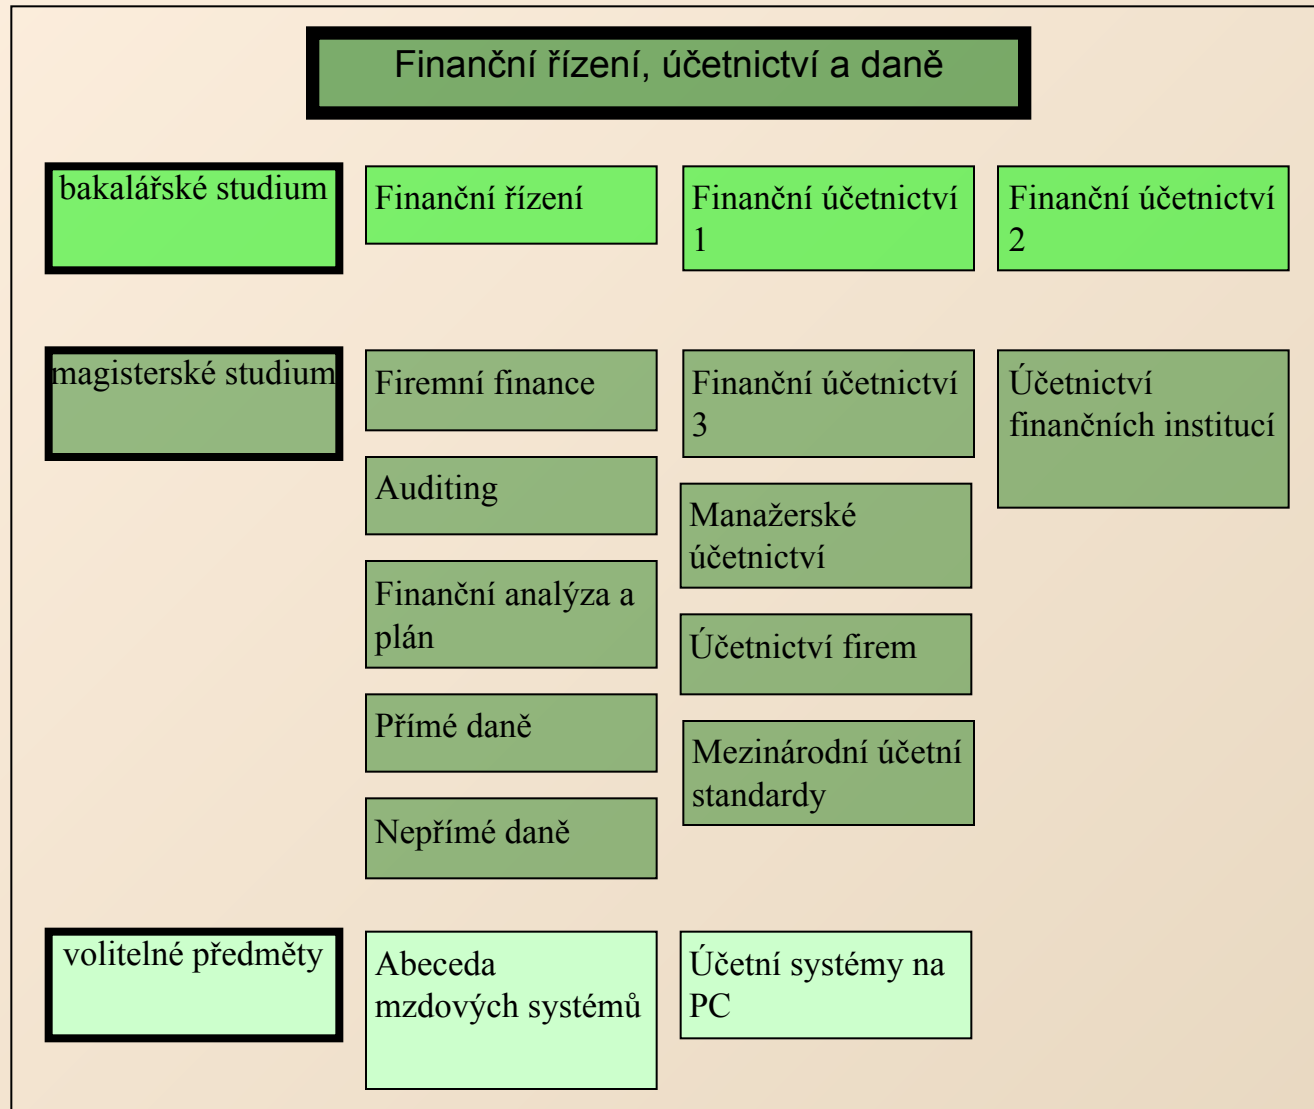 Finanční řízení, účetnictví a daně
bakalářské studium
Finanční řízení
Finanční účetnictví
1
Finanční účetnictví
2
magisterské studium
Firemní finance
Finanční účetnictví
3
Účetnictví
finančních institucí
Auditing
Manažerské
účetnictví
Finanční analýza a
plán
Účetnictví firem
Přímé daně
Mezinárodní účetní
standardy
Nepřímé daně
volitelné předměty
Abeceda
mzdových systémů
Účetní systémy na
PC